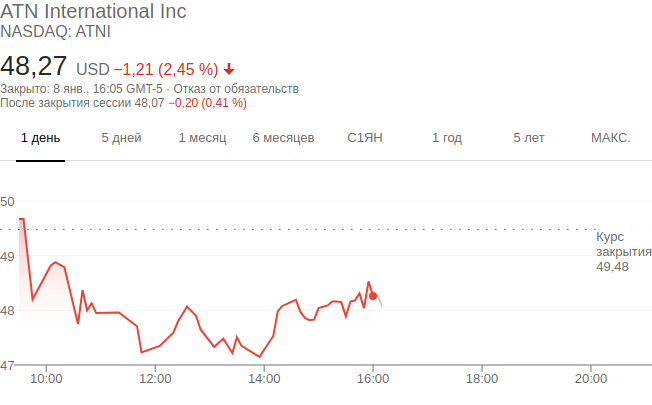 ATN International Inc
NASDAQ: ATNI
48,27 USD −1,21 (2,45 %)
Закрыто: 8 янв., 16:05 GMT-5 · Отказ от обязательств
После закрытия сессии 48,07 −0,20 (0,41 %)
1 день 5 дней 1 месяц 6 месяцев С1ЯН 1 год 5 лет МАКС.
50
49
48
47
Курс
закрытия
49,48
10:00 12:00 14:00 16:00 18:00 20:00